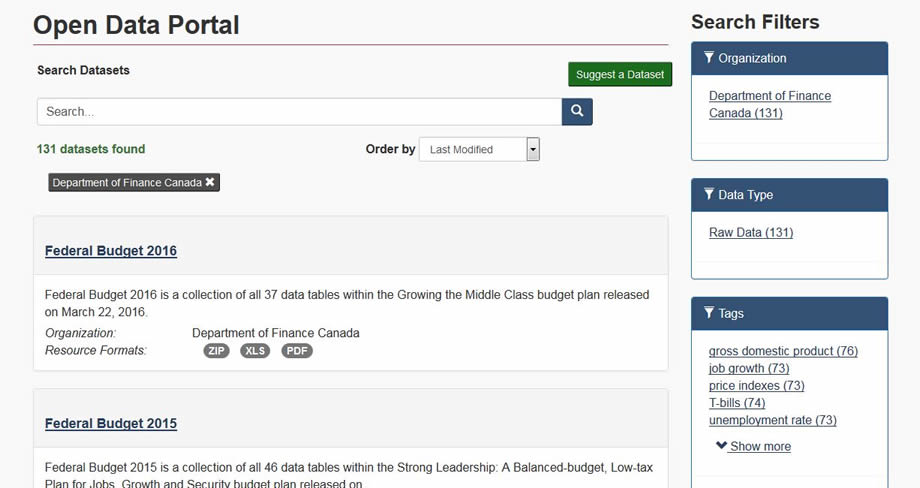 Open Data Portal
Search Datasets
Suggest a Dataset
Search...
131 datasets found
Order by Last Modified
Department of Finance Canada ✖
Federal Budget 2016
Federal Budget 2016 is a collection of all 37 data tables within the Growing the Middle Class budget plan released
on March 22, 2016.
Organization: Department of Finance Canada
Resource Formats: ZIP XLS PDF
Federal Budget 2015
Federal Budget 2015 is a collection of all 46 data tables within the Strong Leadership: A Balanced-budget, Low-tax
Plan for Jobs, Growth and Security budget plan released on
Search Filters
Organization
Department of Finance
Canada (131)
Data Type
Raw Data (131)
Tags
gross domestic product (76)
job growth (73)
price indexes (73)
T-bills (74)
unemployment rate (73)
Show more